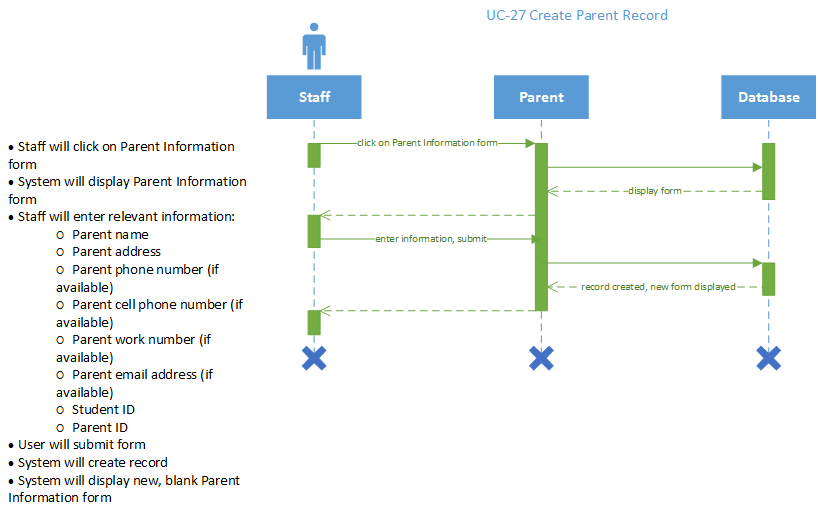 UC-27 Create Parent Record
Staff
Parent
Database
• Staff will click on Parent Information
form
• System will display Parent Information
form
• Staff will enter relevant information:
o Parent name
o Parent address
o Parent phone number (if
available)
o Parent cell phone number (if
available)
o Parent work number (if
available)
o Parent email address (if
available)
o Student ID
o Parent ID
• User will submit form
• System will create record
• System will display new, blank Parent
Information form
click on Parent Information form
display form
enter information, submit
record created, new form displayed